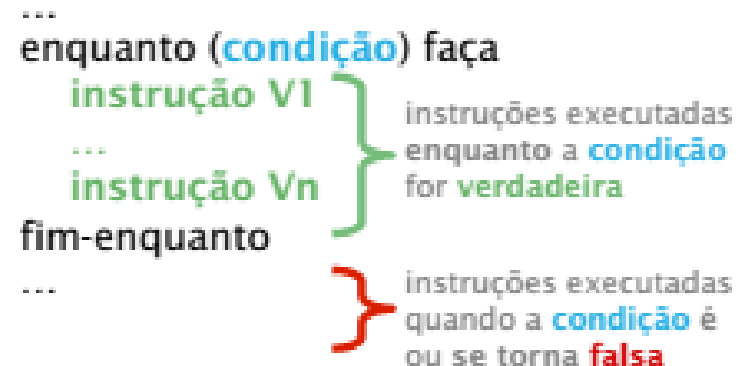 ...
enquanto (condição) faça
instrução V1
...
instrução Vn
fim-enquanto
...
instruções executadas
enquanto a condição
for verdadeira
instruções executadas
quando a condição é
ou se torna falsa